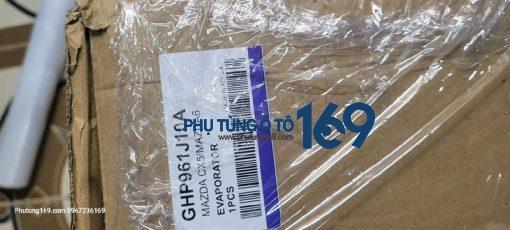 PHỤ TÙNG Ô TÔ 169
GHP961J10A
MAZDA CX5/MAZDA6
EVAPORATOR
1PCS
Phutung169.com 0967236169